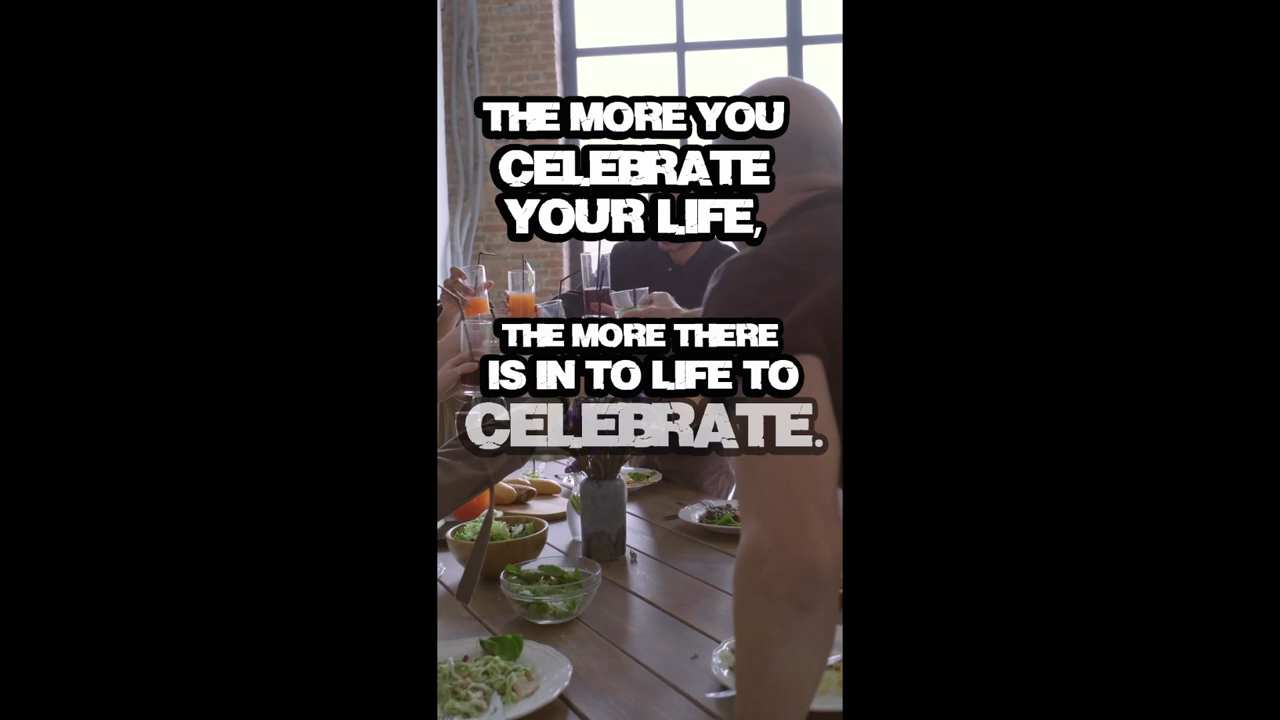 THE MORE YOU
CELEBRATE
YOUR LIFE,
THE MORE THERE
IS IN TO LIFE TO
CELEBRATE.